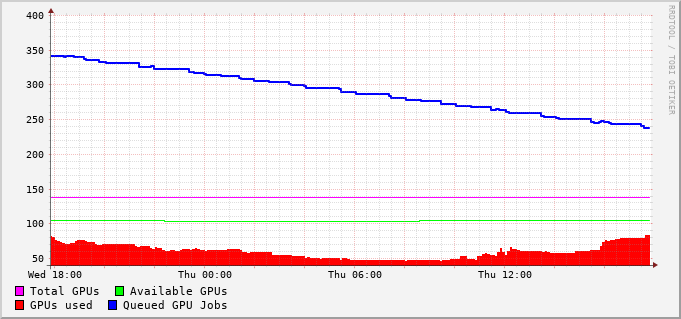 400
350
300
250
200
150
100
50
Wed 18:00 Thu 00:00 Thu 06:00 Thu 12:00
Total GPUs Available GPUs
GPUs used Queued GPU Jobs
RRDTOOL / TOBI OETIKER